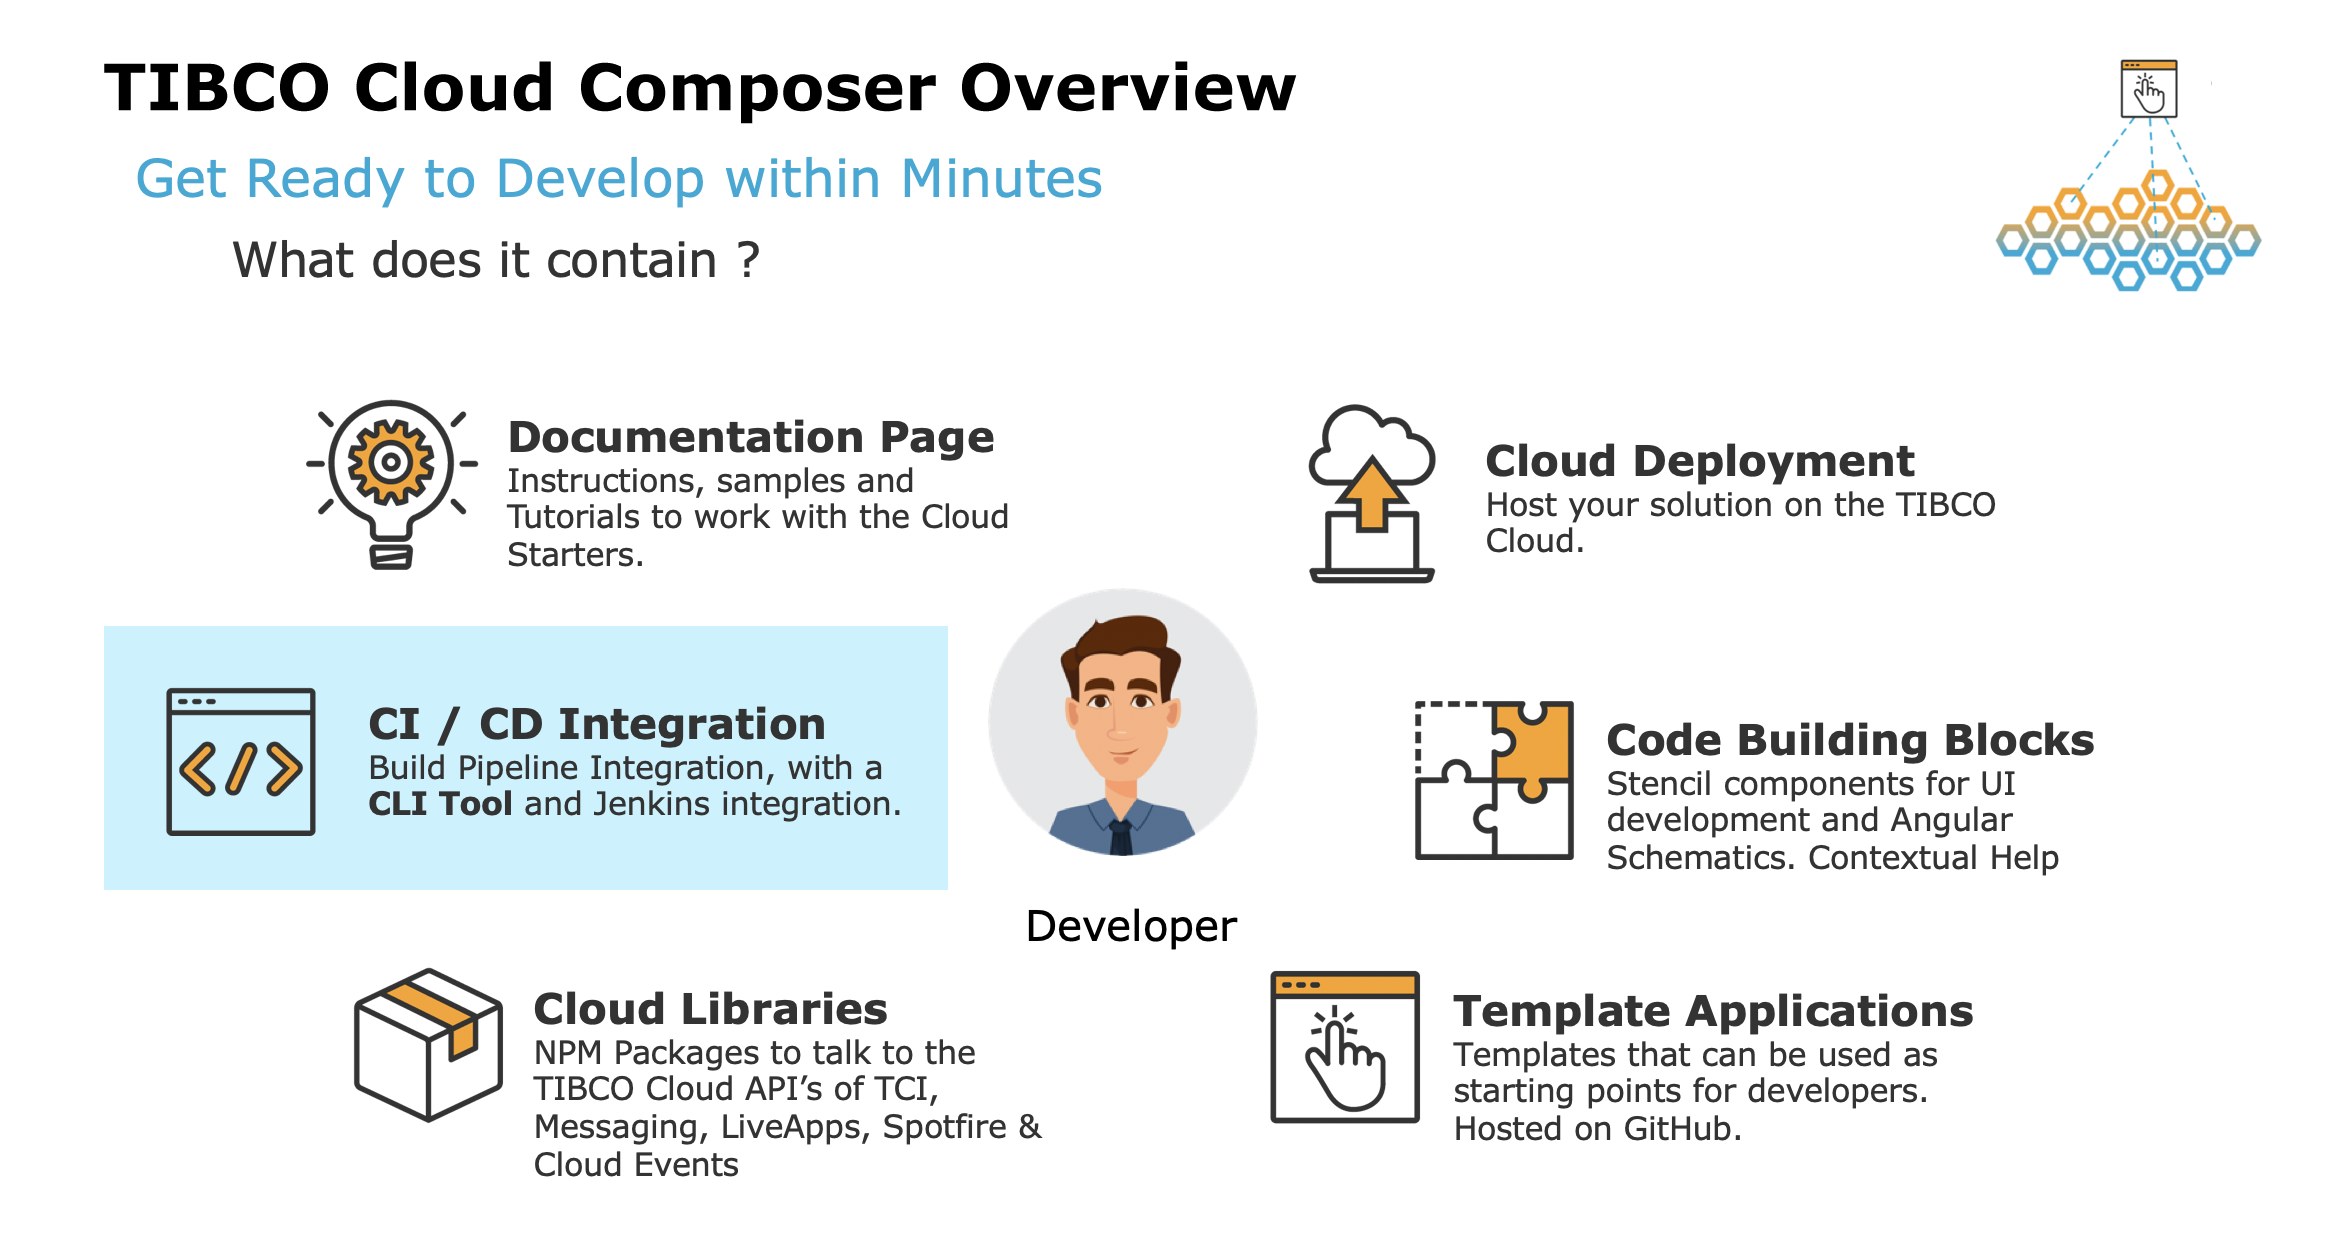 TIBCO Cloud Composer Overview
Get Ready to Develop within Minutes
What does it contain ?
Documentation Page
Instructions, samples and
Tutorials to work with the Cloud
Starters.
Cloud Deployment
Host your solution on the TIBCO
Cloud.
CI / CD Integration
Build Pipeline Integration, with a
CLI Tool and Jenkins integration.
Developer
Code Building Blocks
Stencil components for UI
development and Angular
Schematics. Contextual Help
Cloud Libraries
NPM Packages to talk to the
TIBCO Cloud API’s of TCI,
Messaging, LiveApps, Spotfire &
Cloud Events
Template Applications
Templates that can be used as
starting points for developers.
Hosted on GitHub.